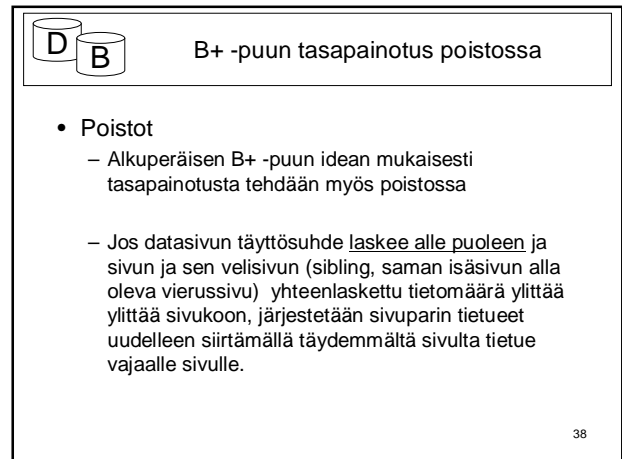 D
B
B+ -puun tasapainotus poistossa
• Poistot
– Alkuperäisen B+ -puun idean mukaisesti
tasapainotusta tehdään myös poistossa
– Jos datasivun täyttösuhde laskee alle puoleen ja
sivun ja sen velisivun (sibling, saman isäsivun alla
oleva vierussivu) yhteenlaskettu tietomäärä ylittää
ylittää sivukoon, järjestetään sivuparin tietueet
uudelleen siirtämällä täydemmältä sivulta tietue
vajaalle sivulle.
38